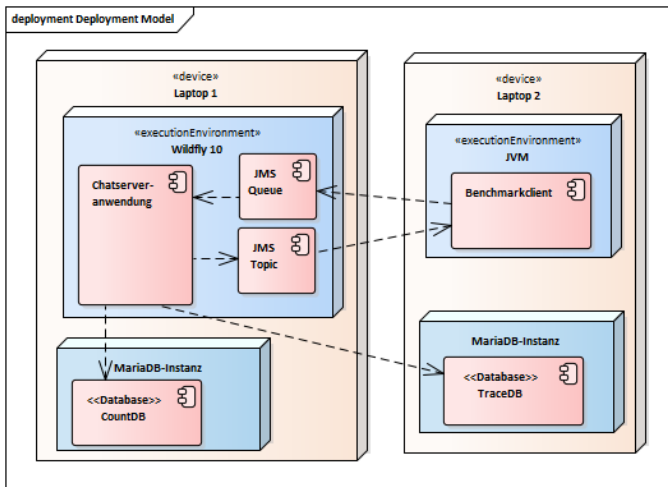 deployment Deployment Model
«device»
Laptop 1
«executionEnvironment»
Wildfly 10
Chatserver-
anwendung
JMS
Queue
JMS
Topic
MariaDB-Instanz
<<Database>>
CountDB
«device»
Laptop 2
«executionEnvironment»
JVM
Benchmarkclient
MariaDB-Instanz
<<Database>>
TraceDB